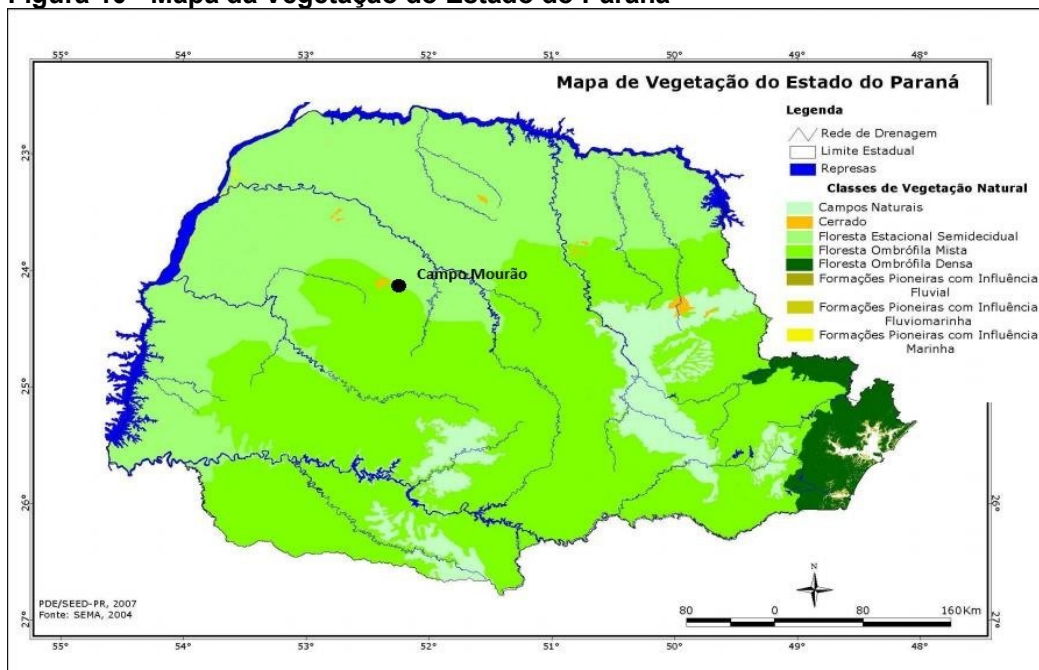 Figura 10 - Mapa da Vegetação do Estado do Paraná
55° 54° 53° 52° 51° 50° 49° 48°
Mapa de Vegetação do Estado do Paraná
Legenda
Rede de Drenagem
Limite Estadual
Represas
Classes de Vegetação Natural
Campos Naturais
Cerrado
Floresta Estacional Semidecidual
Floresta Ombrófila Mista
Floresta Ombrófila Densa
Formações Pioneiras com Influência
Fluvial
Formações Pioneiras com Influência
Fluviomarinha
Formações Pioneiras com Influência
Marinha
23°
24°
Campo Mourão
25°
25°
26°
26°
N
PDE/SEED-PR, 2007
Fonte: SEMA, 2004
80 0 80 160Km
27°
27°
55° 54° 53° 52° 51° 50° 49° 48°